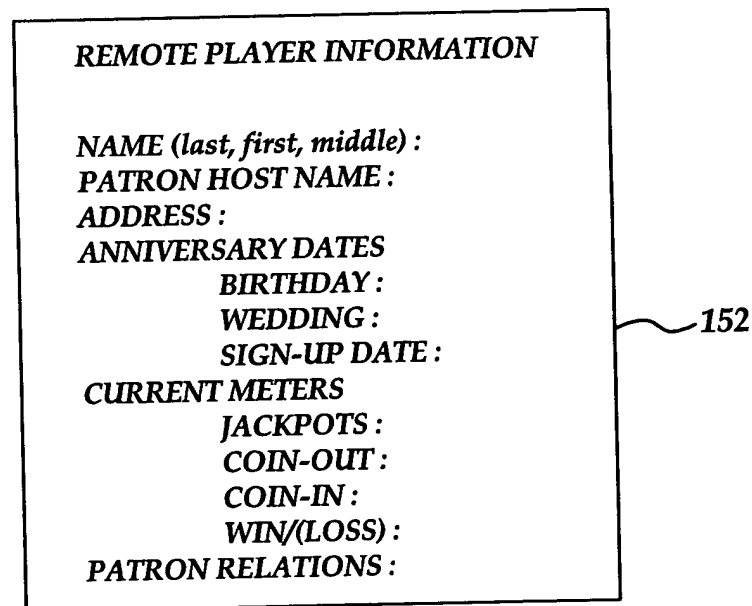 REMOTE PLAYER INFORMATION
NAME (last, first, middle) :
PATRON HOST NAME :
ADDRESS :
ANNIVERSARY DATES
BIRTHDAY :
WEDDING :
SIGN-UP DATE :
CURRENT METERS
JACKPOTS :
COIN-OUT :
COIN-IN :
WIN/(LOSS) :
PATRON RELATIONS :
152